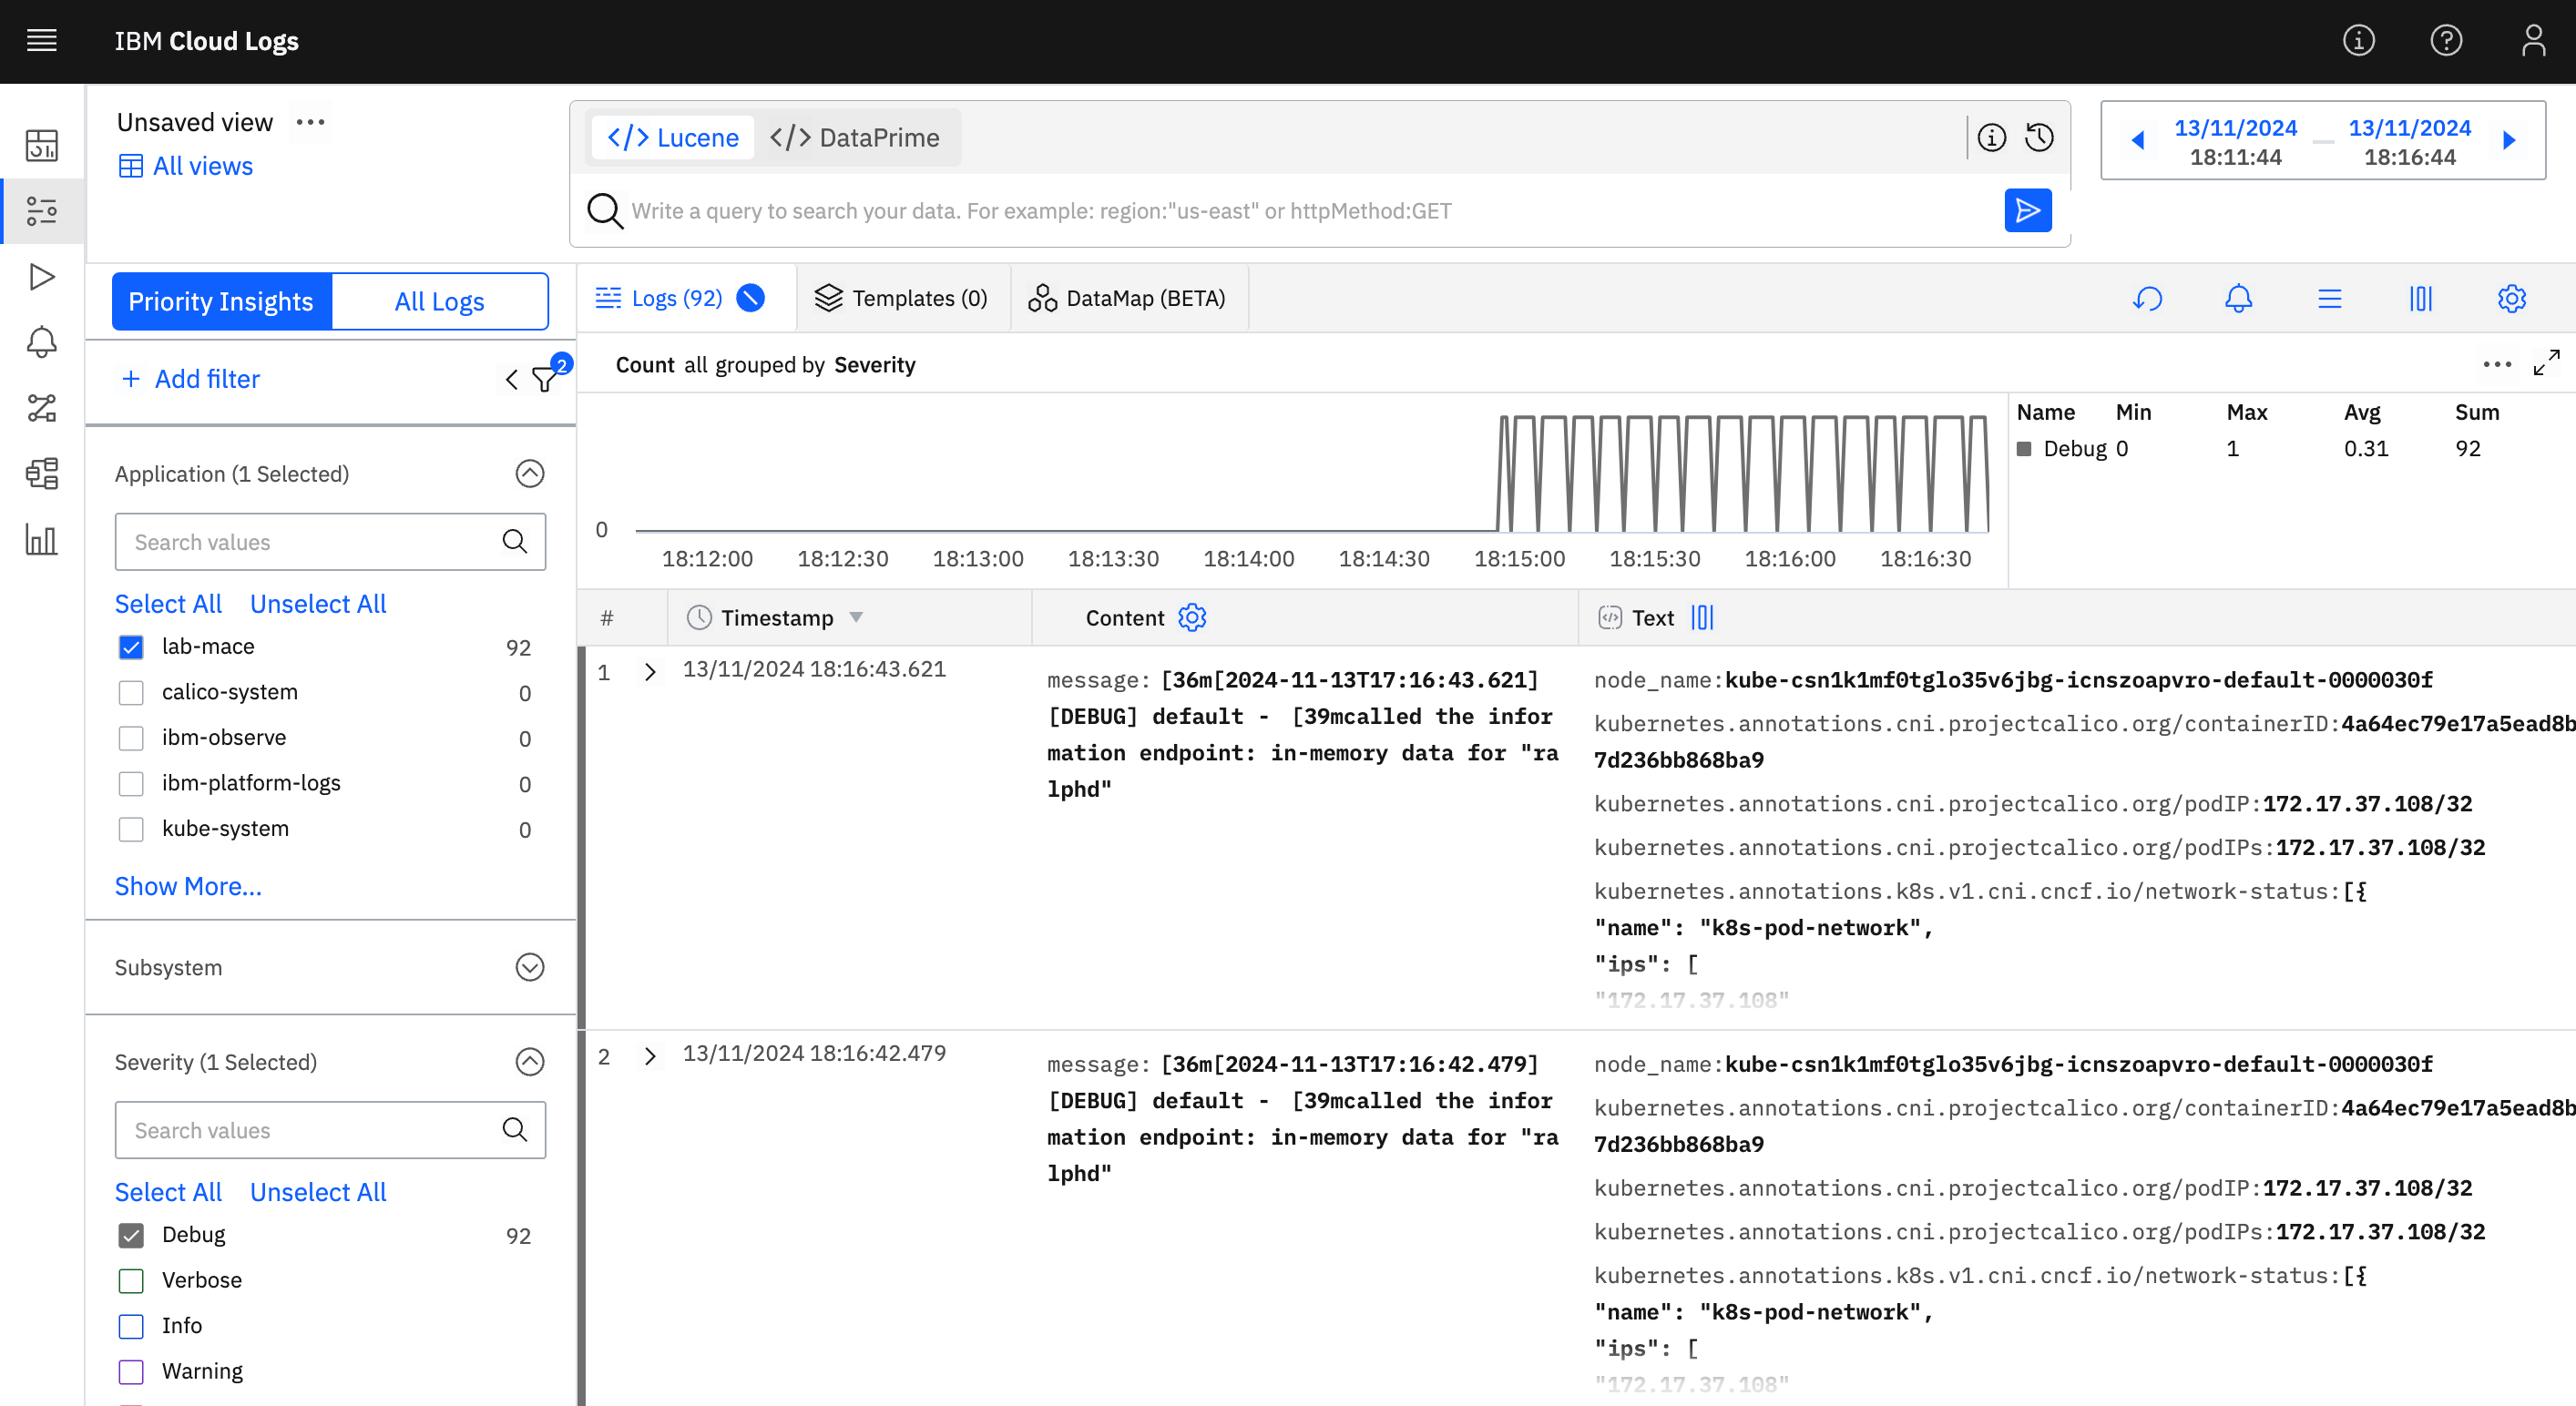 IBM Cloud Logs
Unsaved view
All views
Lucene
DataPrime
Write a query to search your data. For example: region:"us-east" or httpMethod:GET
13/11/2024
18:11:44
13/11/2024
18:16:44
Priority Insights
All Logs
Logs (92)
Templates (0)
DataMap (BETA)
+ Add filter
2
Count all grouped by Severity
Name Min Max Avg Sum
Debug 0 1 0.31 92
0
18:12:00 18:12:30 18:13:00 18:13:30 18:14:00 18:14:30 18:15:00 18:15:30 18:16:00 18:16:30
Application (1 Selected)
Search values
Select All Unselect All
lab-mace 92
calico-system 0
ibm-observe 0
ibm-platform-logs 0
kube-system 0
Show More...
Subsystem
Severity (1 Selected)
Search values
Select All Unselect All
Debug 92
Verbose
Info
Warning
# Timestamp Content Text
1 13/11/2024 18:16:43.621
message: [36m[2024-11-13T17:16:43.621]
[DEBUG] default - [39mcalled the infor
mation endpoint: in-memory data for "ra
lphd"
node_name:kube-csn1k1mf0tglo35v6jbg-icnszoapvro-default-0000030f
kubernetes.annotations.cni.projectcalico.org/containerID:4a64ec79e17a5ead8b
7d236bb868ba9
kubernetes.annotations.cni.projectcalico.org/podIP:172.17.37.108/32
kubernetes.annotations.cni.projectcalico.org/podIPs:172.17.37.108/32
kubernetes.annotations.k8s.v1.cni.cncf.io/network-status:[{
"name": "k8s-pod-network",
"ips": [
"172.17.37.108"
2 13/11/2024 18:16:42.479
message: [36m[2024-11-13T17:16:42.479]
[DEBUG] default - [39mcalled the infor
mation endpoint: in-memory data for "ra
lphd"
node_name:kube-csn1k1mf0tglo35v6jbg-icnszoapvro-default-0000030f
kubernetes.annotations.cni.projectcalico.org/containerID:4a64ec79e17a5ead8b
7d236bb868ba9
kubernetes.annotations.cni.projectcalico.org/podIP:172.17.37.108/32
kubernetes.annotations.cni.projectcalico.org/podIPs:172.17.37.108/32
kubernetes.annotations.k8s.v1.cni.cncf.io/network-status:[{
"name": "k8s-pod-network",
"ips": [
"172.17.37.108"